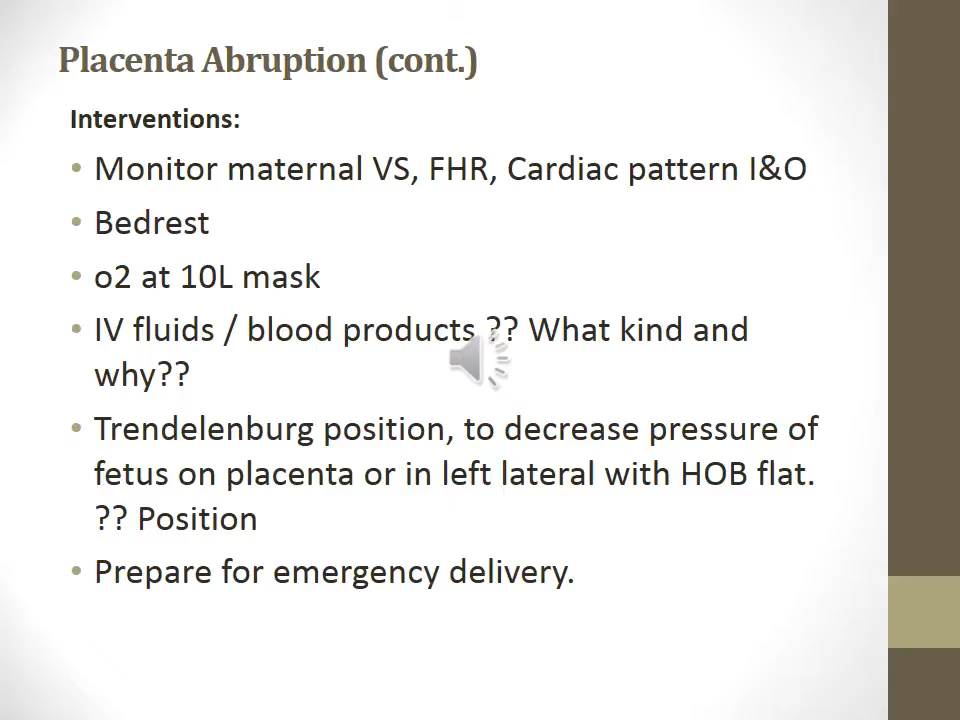 Placenta Abruption (cont.)
Interventions:
• Monitor maternal VS, FHR, Cardiac pattern I&O
• Bedrest
• o2 at 10L mask
• IV fluids / blood products ?? What kind and
why??
• Trendelenburg position, to decrease pressure of
fetus on placenta or in left lateral with HOB flat.
?? Position
• Prepare for emergency delivery.